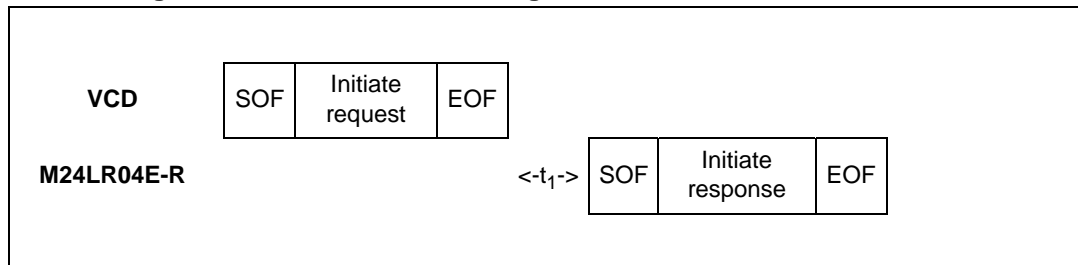 VCD SOF Initiate request EOF
M24LR04E-R <-t₁-> SOF Initiate response EOF